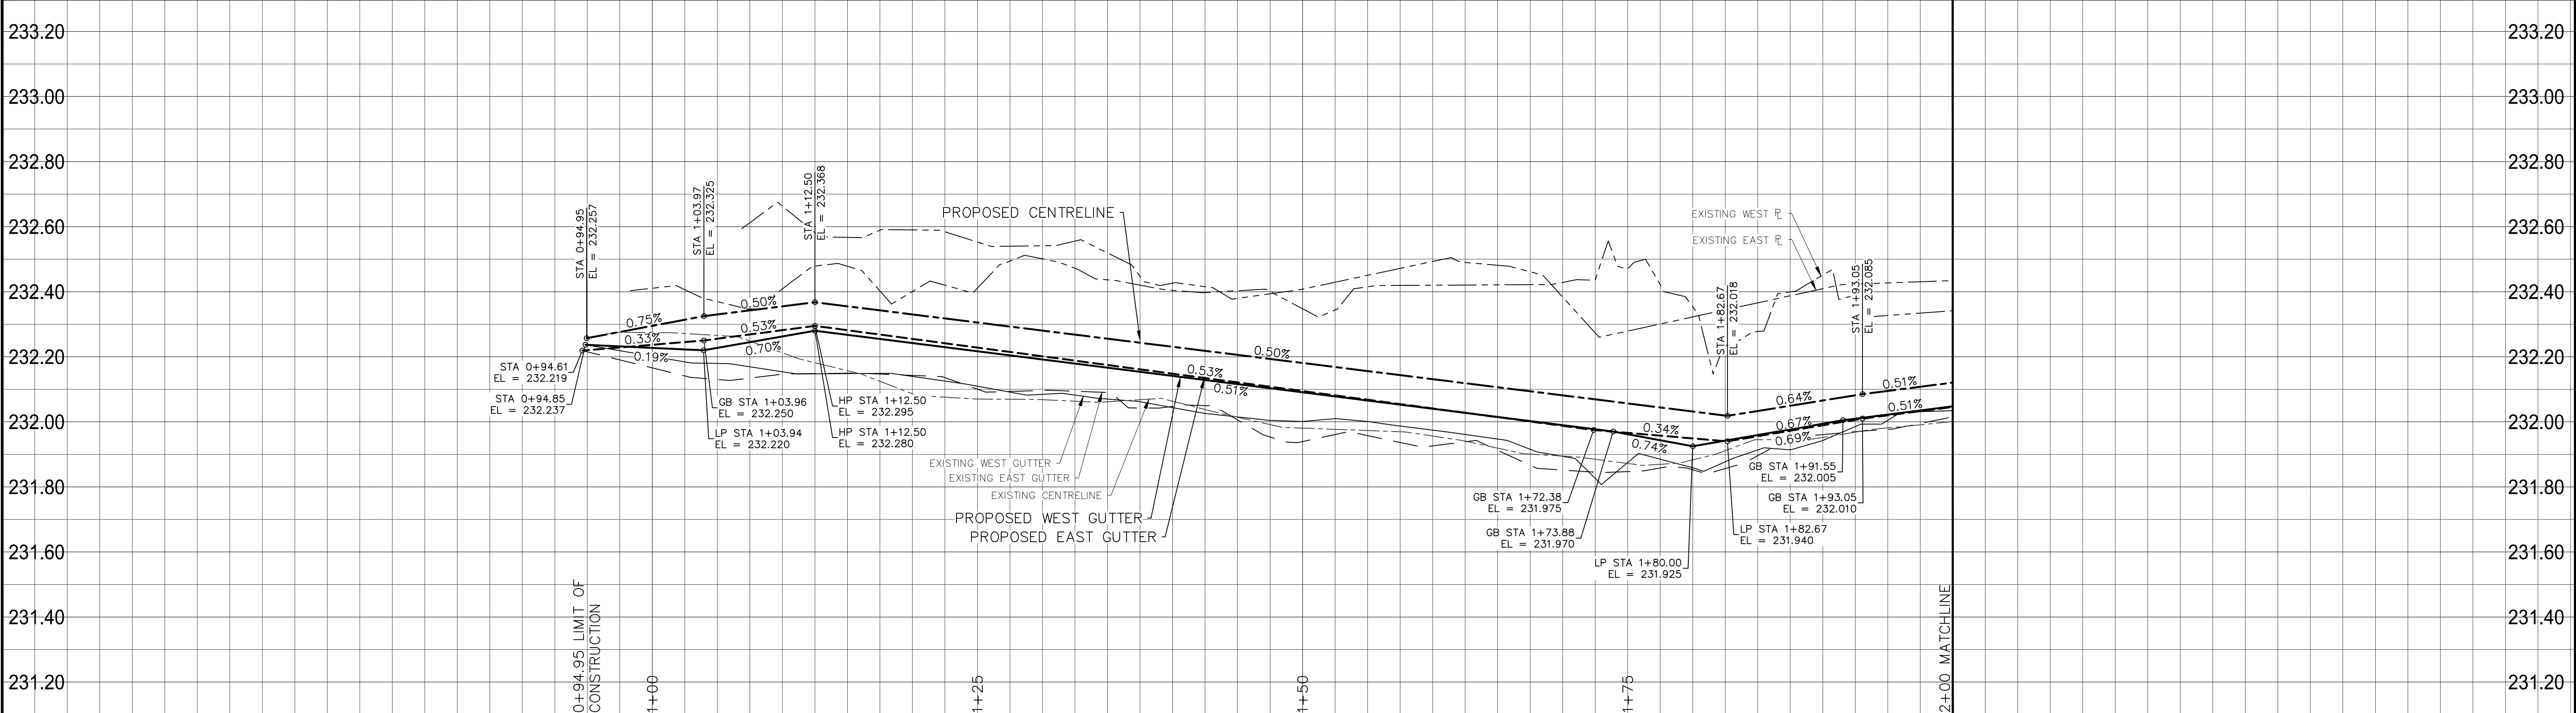 233.20
233.20
233.00
233.00
232.80
232.80
232.60
232.60
232.40
232.40
232.20
232.20
232.00
232.00
231.80
231.80
231.60
231.60
231.40
231.40
231.20
231.20
STA 0+94.95
EL = 232.257
STA 1+03.97
EL = 232.325
STA 1+12.50
EL = 232.368
PROPOSED CENTRELINE
EXISTING WEST ℄
EXISTING EAST ℄
STA 1+82.67
EL = 232.018
STA 1+93.05
EL = 232.085
0.75%
0.50%
0.33%
0.53%
0.19%
0.70%
0.50%
0.53%
0.51%
0.34%
0.74%
0.64%
0.67%
0.69%
0.51%
0.51%
STA 0+94.61
EL = 232.219
STA 0+94.85
EL = 232.237
GB STA 1+03.96
EL = 232.250
LP STA 1+03.94
EL = 232.220
HP STA 1+12.50
EL = 232.295
HP STA 1+12.50
EL = 232.280
EXISTING WEST GUTTER
EXISTING EAST GUTTER
EXISTING CENTRELINE
PROPOSED WEST GUTTER
PROPOSED EAST GUTTER
GB STA 1+72.38
EL = 231.975
GB STA 1+73.88
EL = 231.970
LP STA 1+80.00
EL = 231.925
LP STA 1+82.67
EL = 231.940
GB STA 1+91.55
EL = 232.005
GB STA 1+93.05
EL = 232.010
0+94.95 LIMIT OF
CONSTRUCTION
1+00
1+25
1+50
1+75
2+00 MATCHLINE